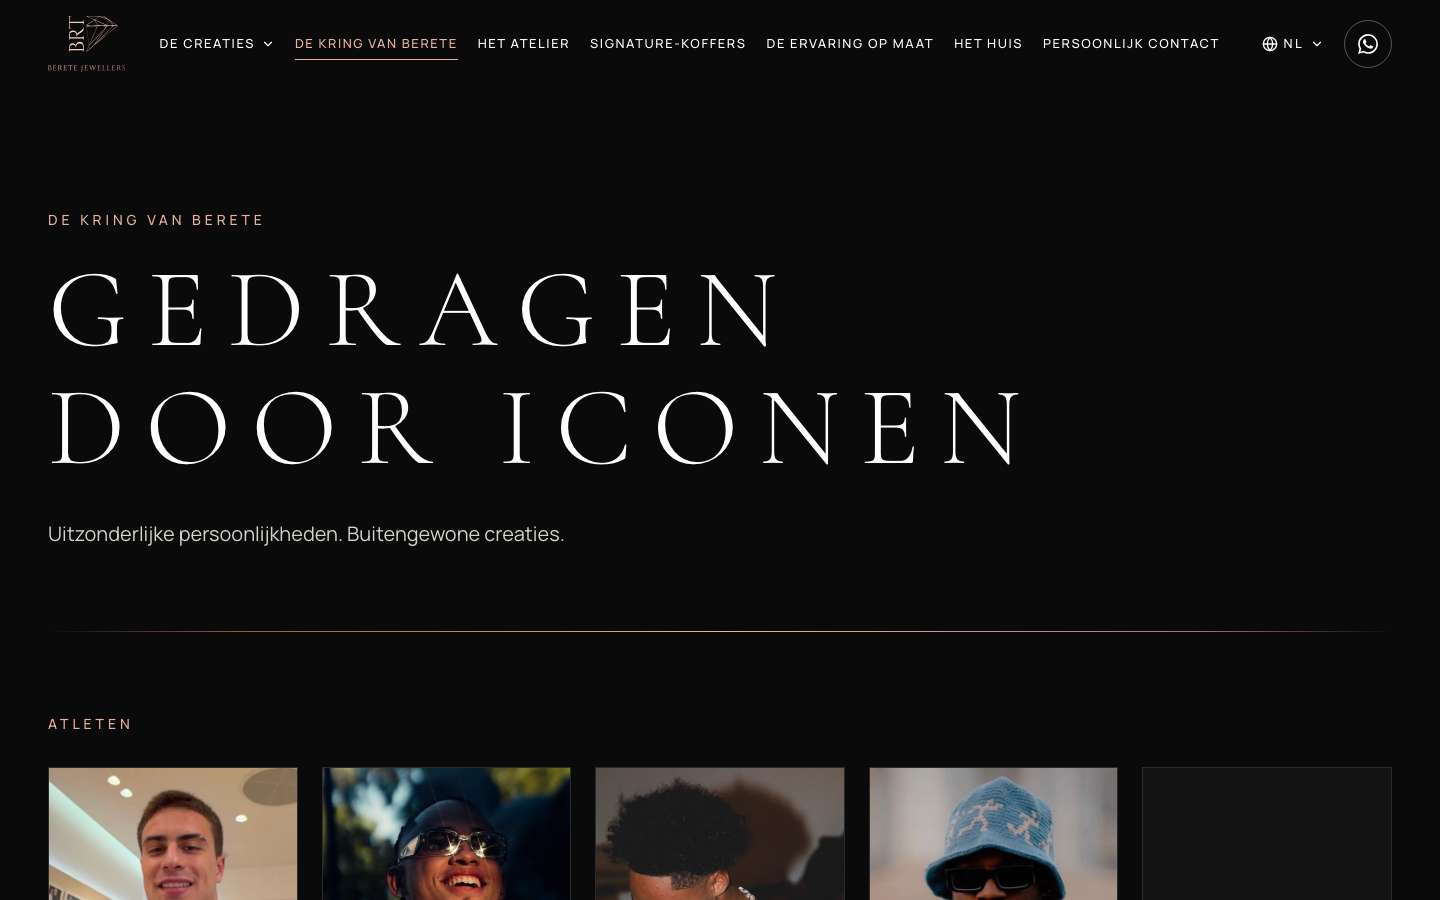 BRT
BERETE JEWELLERS
DE CREATIES
DE KRING VAN BERETE
HET ATELIER
SIGNATURE-KOFFERS
DE ERVARING OP MAAT
HET HUIS
PERSOONLIJK CONTACT
NL
DE KRING VAN BERETE
GEDRAGEN
DOOR ICONEN
Uitzonderlijke persoonlijkheden. Buitengewone creaties.
ATLETEN